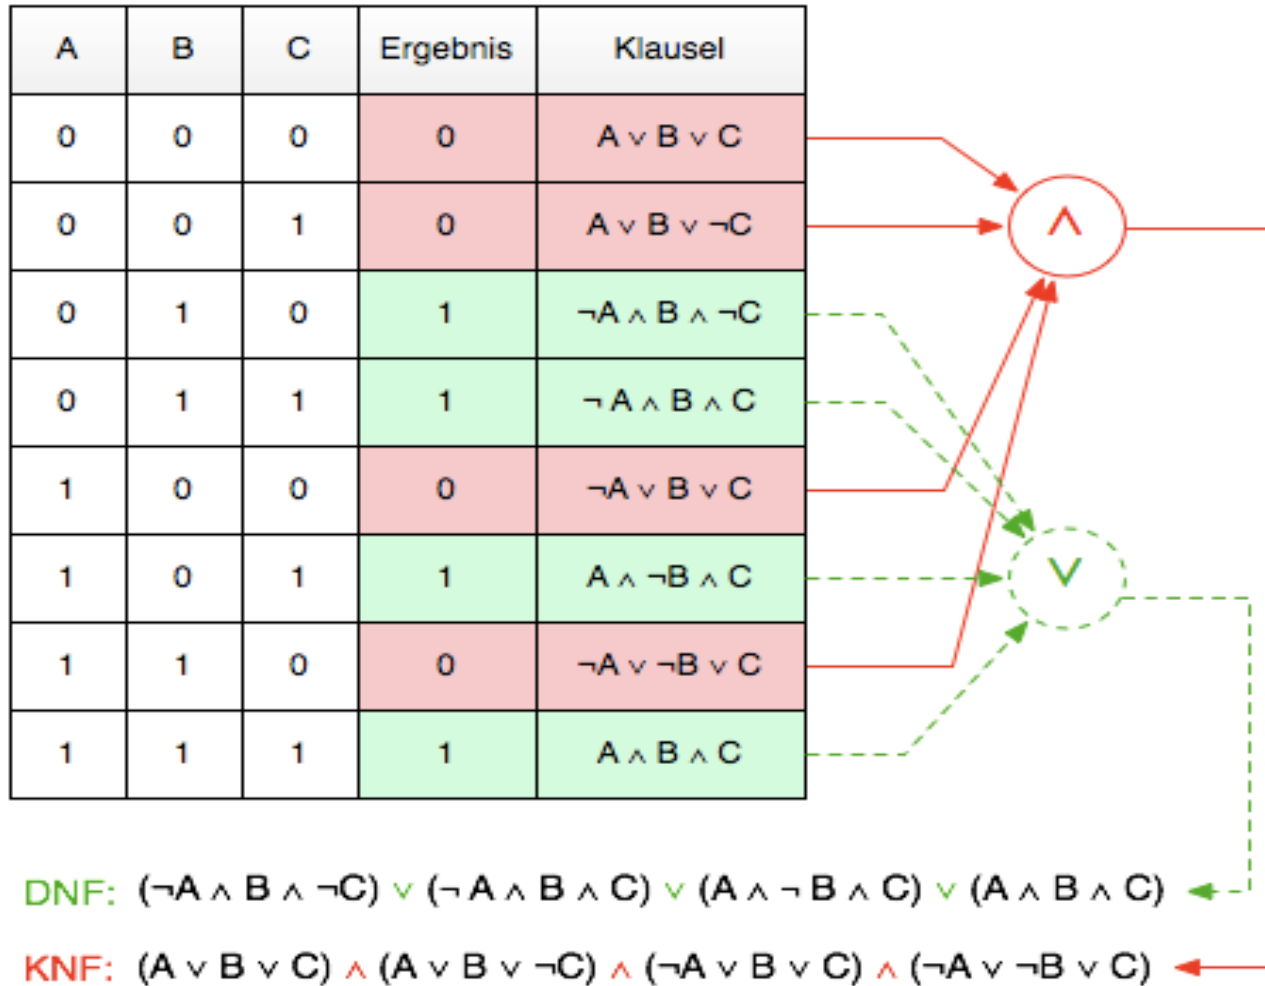 A B C Ergebnis Klausel
0 0 0 0 A ∨ B ∨ C
0 0 1 0 A ∨ B ∨ ¬C
0 1 0 1 ¬A ∧ B ∧ ¬C
0 1 1 1 ¬ A ∧ B ∧ C
1 0 0 0 ¬A ∨ B ∨ C
1 0 1 1 A ∧ ¬B ∧ C
1 1 0 0 ¬A ∨ ¬B ∨ C
1 1 1 1 A ∧ B ∧ C
∧
∨
DNF: (¬A ∧ B ∧ ¬C) ∨ (¬ A ∧ B ∧ C) ∨ (A ∧ ¬ B ∧ C) ∨ (A ∧ B ∧ C)
KNF: (A ∨ B ∨ C) ∧ (A ∨ B ∨ ¬C) ∧ (¬A ∨ B ∨ C) ∧ (¬A ∨ ¬B ∨ C)